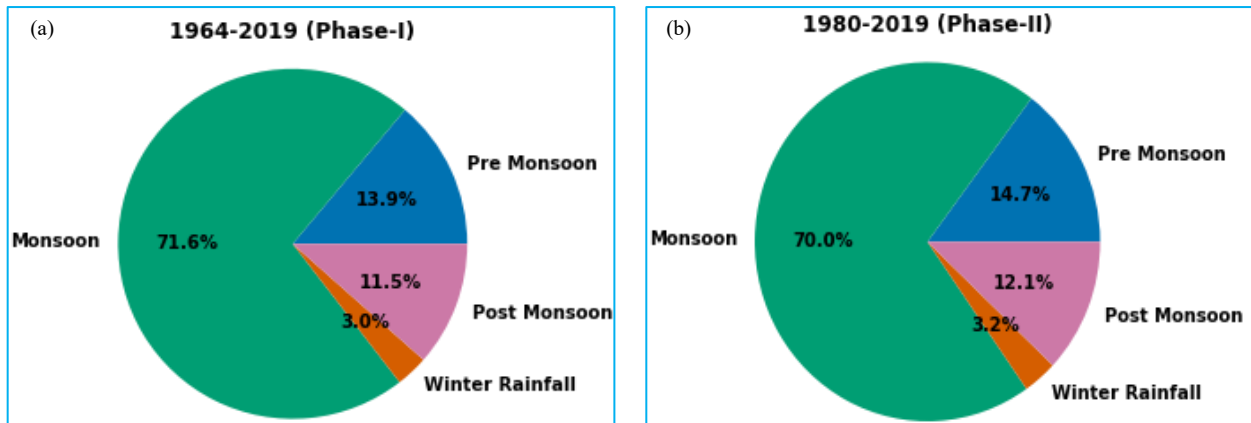 (a)
1964-2019 (Phase-I)
Pre Monsoon
13.9%
Monsoon
71.6%
11.5%
Post Monsoon
3.0%
Winter Rainfall
(b)
1980-2019 (Phase-II)
Pre Monsoon
14.7%
Monsoon
70.0%
12.1%
Post Monsoon
3.2%
Winter Rainfall